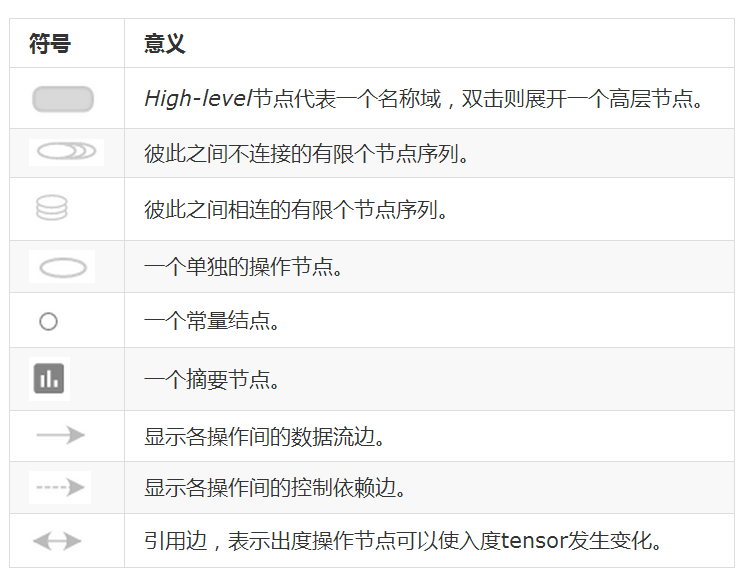 符号 意义
High-level节点代表一个名称域，双击则展开一个高层节点。
彼此之间不连接的有限个节点序列。
彼此之间相连的有限个节点序列。
一个单独的操作节点。
一个常量结点。
一个摘要节点。
显示各操作间的数据流边。
显示各操作间的控制依赖边。
引用边，表示出度操作节点可以使入度tensor发生变化。